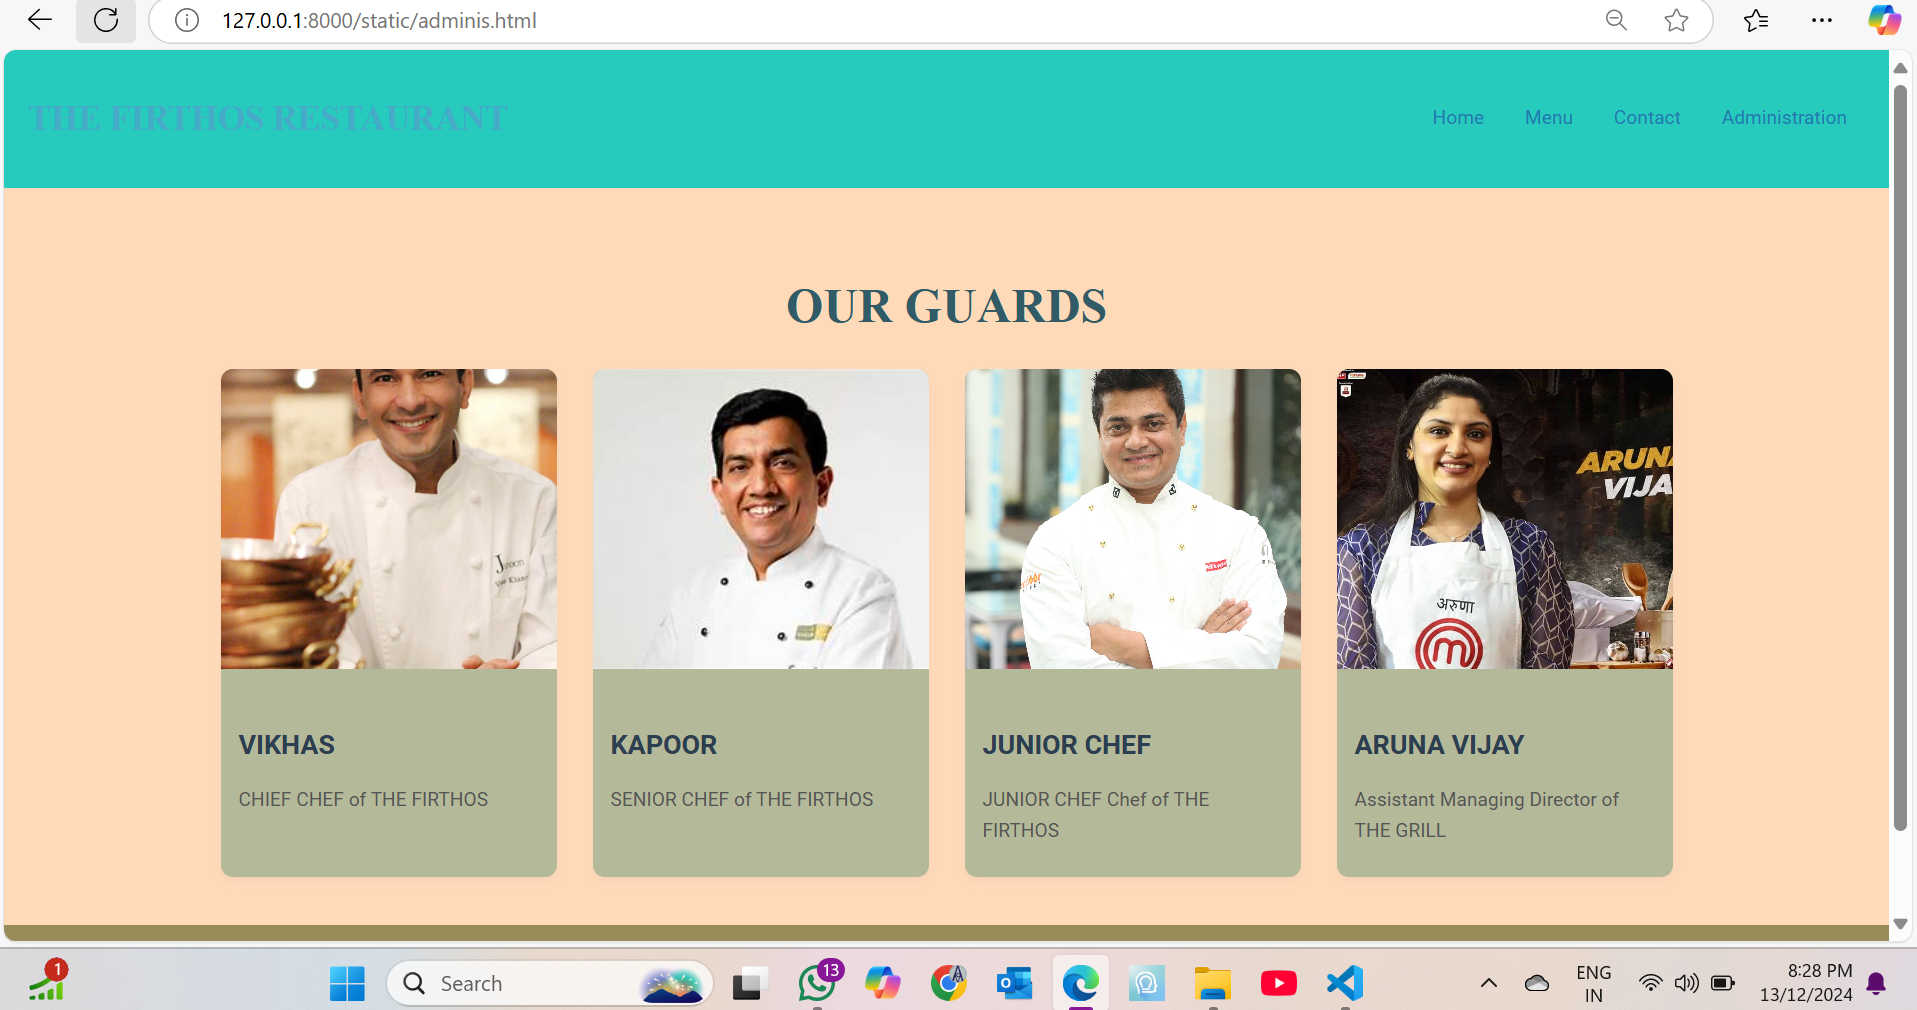 127.0.0.1:8000/static/adminis.html
THE FIRTHOS RESTAURANT
Home Menu Contact Administration
OUR GUARDS
ARUNA
VIJA
अरुणा
VIKHAS
KAPOOR
JUNIOR CHEF
ARUNA VIJAY
CHIEF CHEF of THE FIRTHOS
SENIOR CHEF of THE FIRTHOS
JUNIOR CHEF Chef of THE
FIRTHOS
Assistant Managing Director of
THE GRILL
1
Search
13
ENG
IN
8:28 PM
13/12/2024